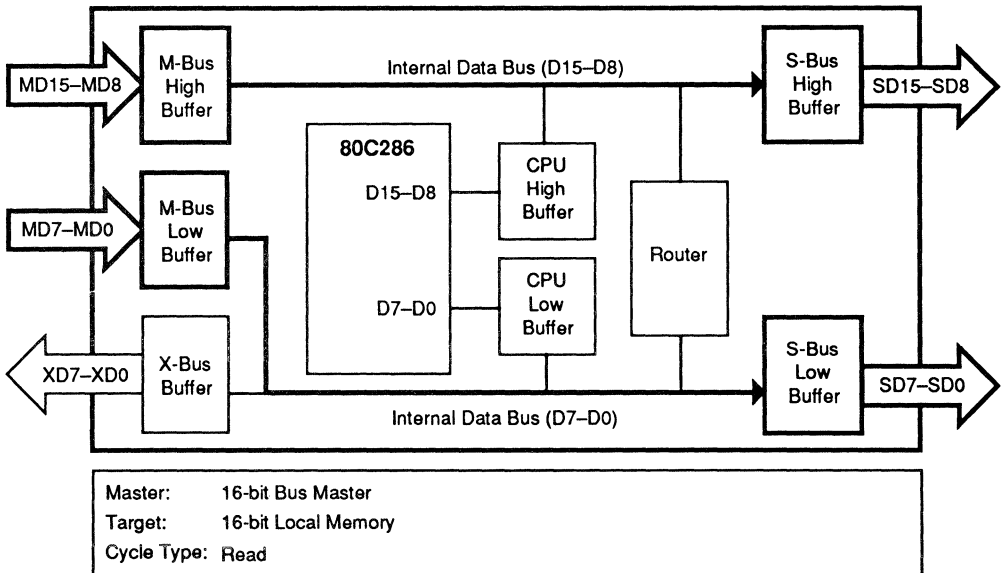 MD15–MD8
M-Bus
High
Buffer
Internal Data Bus (D15–D8)
S-Bus
High
Buffer
SD15–SD8
80C286
D15–D8
CPU
High
Buffer
MD7–MD0
M-Bus
Low
Buffer
Router
D7–D0
CPU
Low
Buffer
XD7–XD0
X-Bus
Buffer
S-Bus
Low
Buffer
SD7–SD0
Internal Data Bus (D7–D0)
Master: 16-bit Bus Master
Target: 16-bit Local Memory
Cycle Type: Read